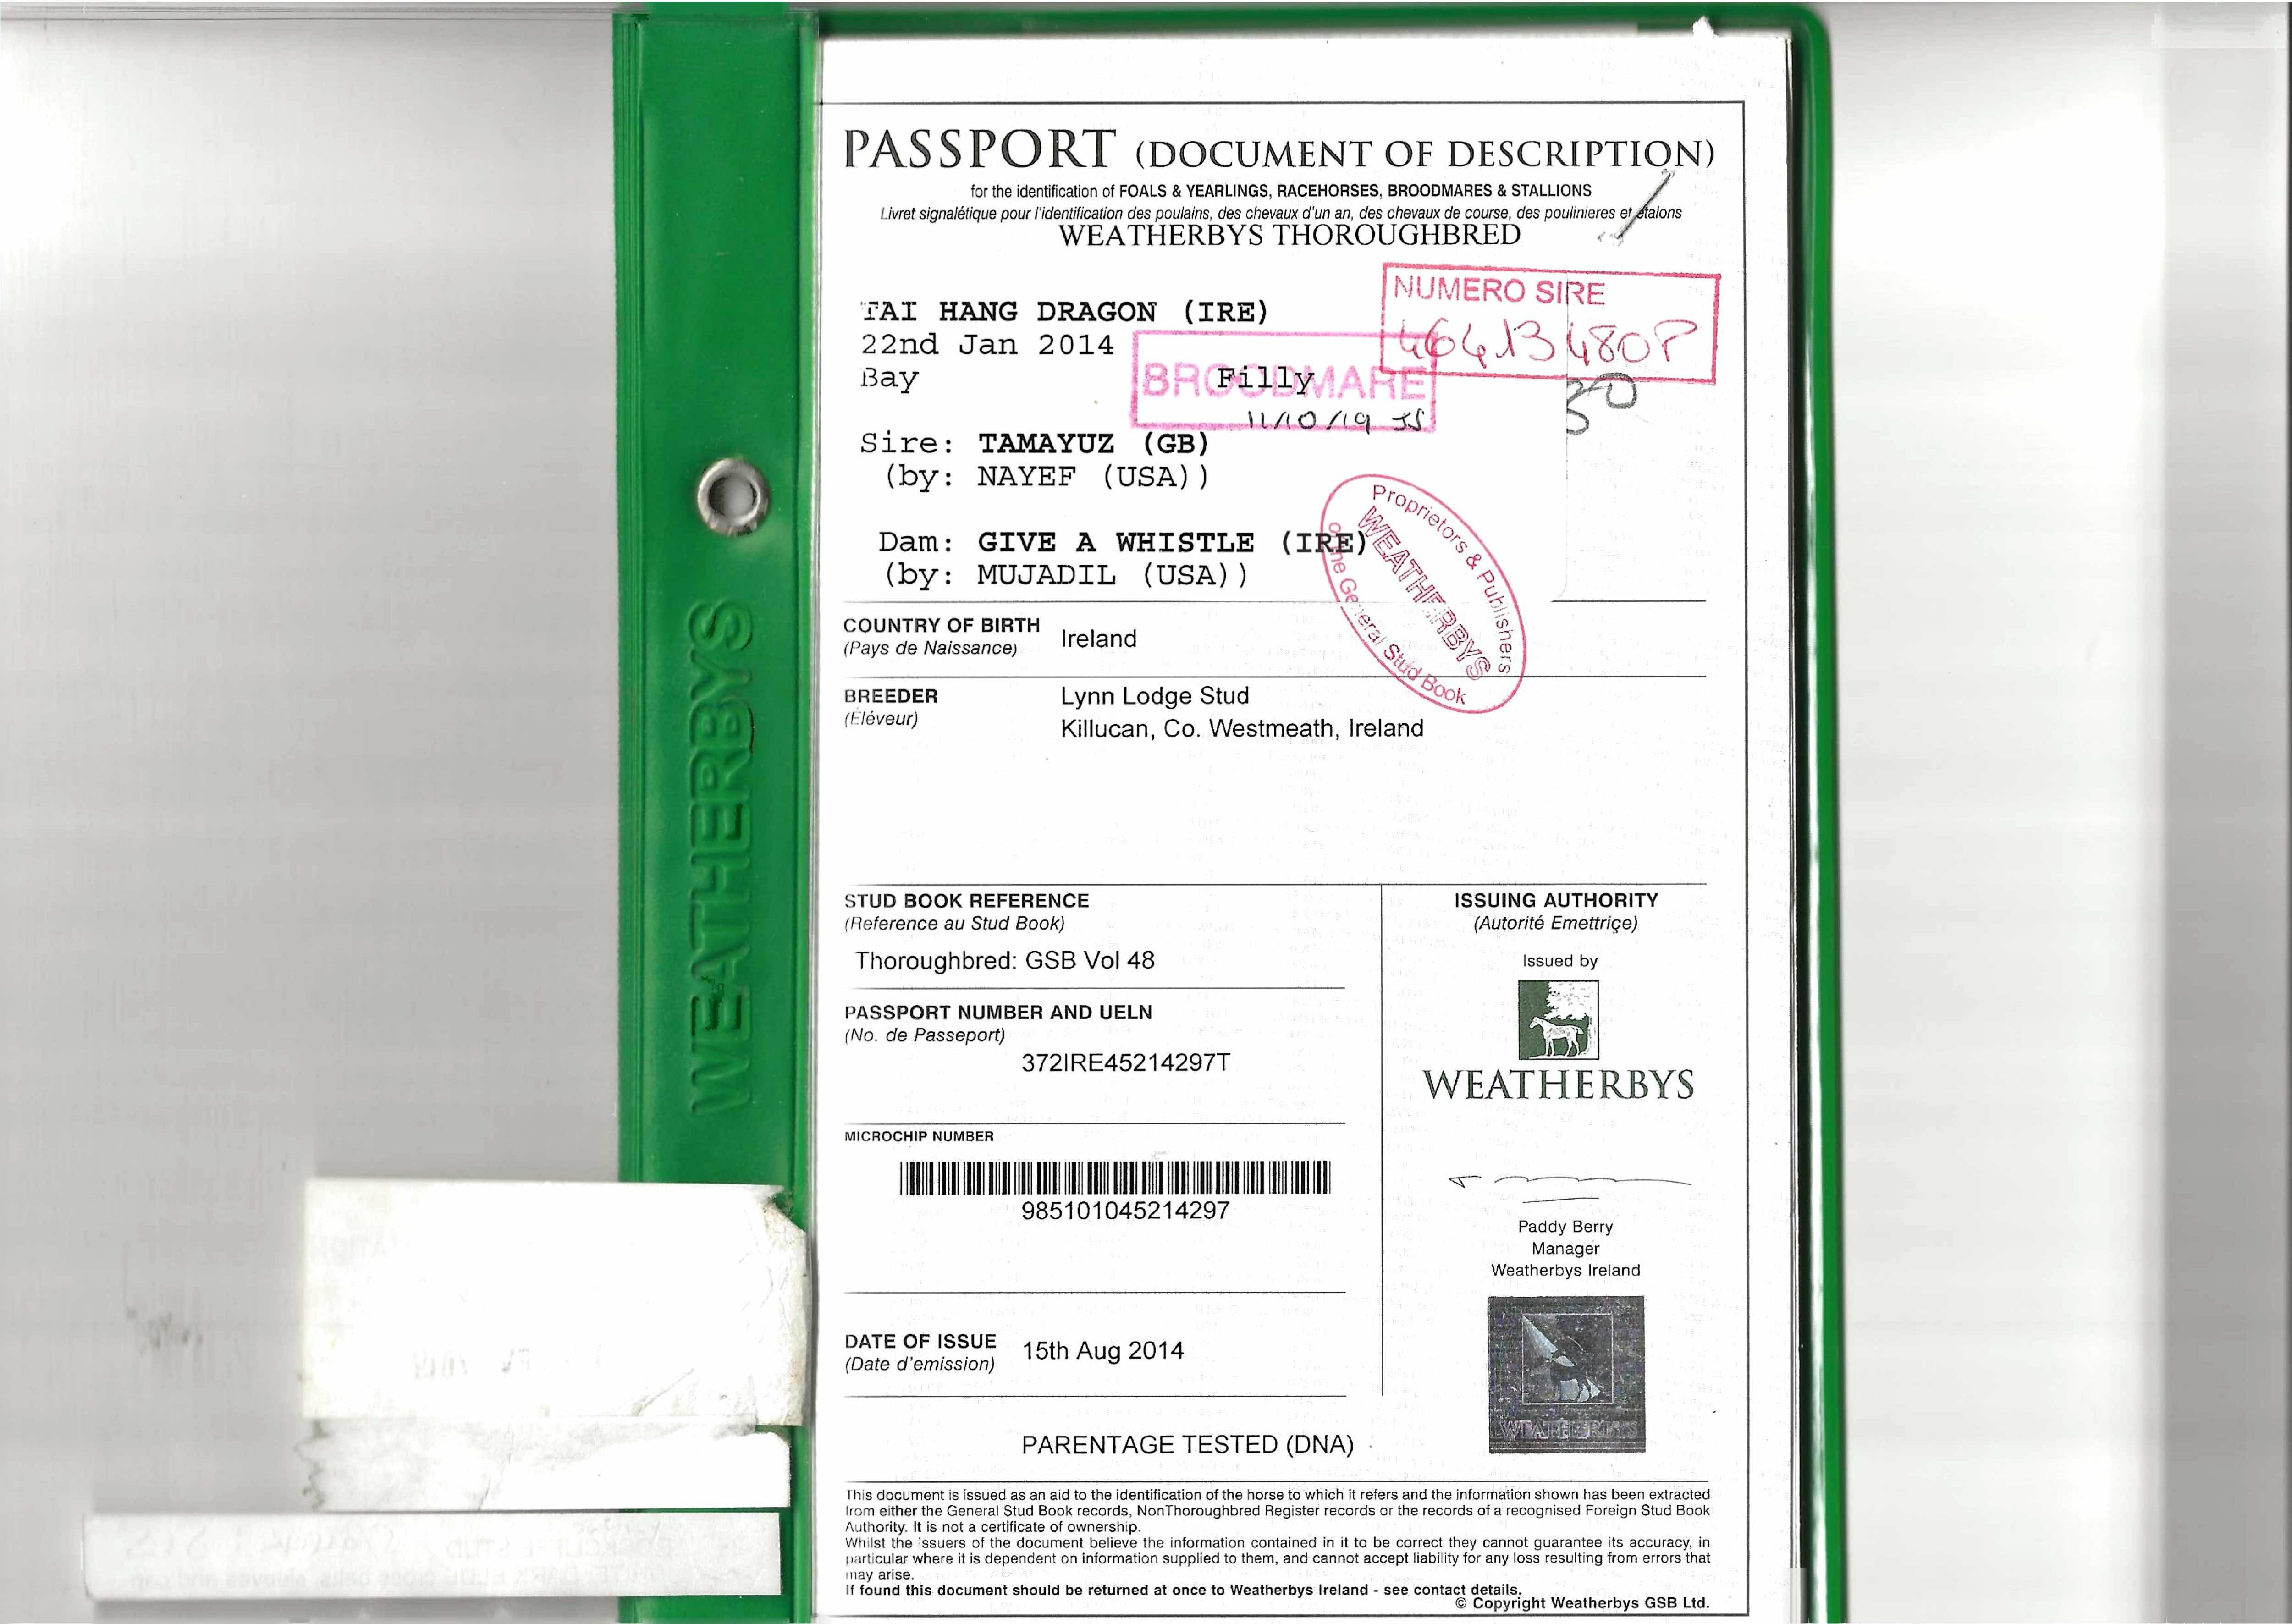 WEATHERBYS
PASSPORT (DOCUMENT OF DESCRIPTION)
for the identification of FOALS & YEARLINGS, RACEHORSES, BROODMARES & STALLIONS
Livret signalétique pour l'identification des poulains, des chevaux d'un an, des chevaux de course, des poulinieres et étalons
WEATHERBYS THOROUGHBRED
NUMERO SIRE
46413480P
TAI HANG DRAGON (IRE)
22nd Jan 2014
Bay
Filly
BROODMARE
11/10/19 JS
50
Sire: TAMAYUZ (GB)
(by: NAYEF (USA))
Dam: GIVE A WHISTLE (IRE)
(by: MUJADIL (USA))
Proprietors & Publishers
WEATHERBYS
of the General Stud Book
COUNTRY OF BIRTH
(Pays de Naissance)
Ireland
BREEDER
(Éléveur)
Lynn Lodge Stud
Killucan, Co. Westmeath, Ireland
STUD BOOK REFERENCE
(Reference au Stud Book)
Thoroughbred: GSB Vol 48
PASSPORT NUMBER AND UELN
(No. de Passeport)
372IRE45214297T
MICROCHIP NUMBER
985101045214297
DATE OF ISSUE
(Date d'emission)
15th Aug 2014
PARENTAGE TESTED (DNA)
ISSUING AUTHORITY
(Autorité Emettriçe)
Issued by
WEATHERBYS
Paddy Berry
Manager
Weatherbys Ireland
WEATHERBYS
This document is issued as an aid to the identification of the horse to which it refers and the information shown has been extracted
from either the General Stud Book records, NonThoroughbred Register records or the records of a recognised Foreign Stud Book
Authority. It is not a certificate of ownership.
Whilst the issuers of the document believe the information contained in it to be correct they cannot guarantee its accuracy, in
particular where it is dependent on information supplied to them, and cannot accept liability for any loss resulting from errors that
may arise.
If found this document should be returned at once to Weatherbys Ireland - see contact details.
© Copyright Weatherbys GSB Ltd.